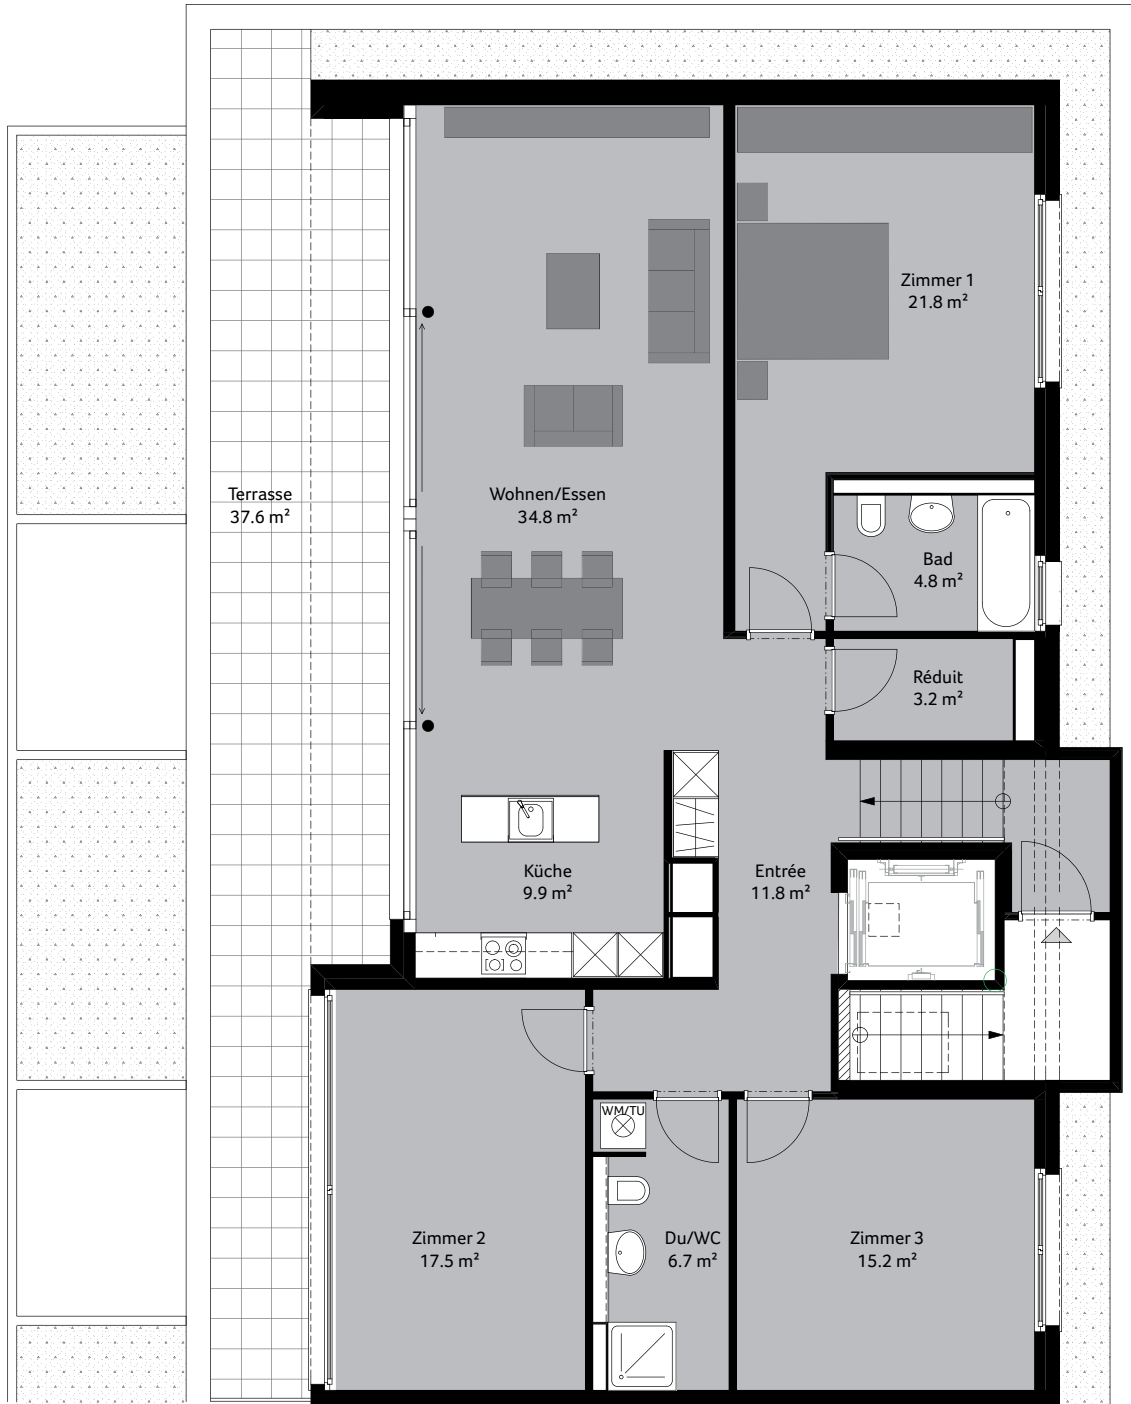 Zimmer 1
21.8 m²
Terrasse
37.6 m²
Wohnen/Essen
34.8 m²
Bad
4.8 m²
Réduit
3.2 m²
Küche
9.9 m²
Entrée
11.8 m²
WM/TU
Zimmer 2
17.5 m²
Du/WC
6.7 m²
Zimmer 3
15.2 m²